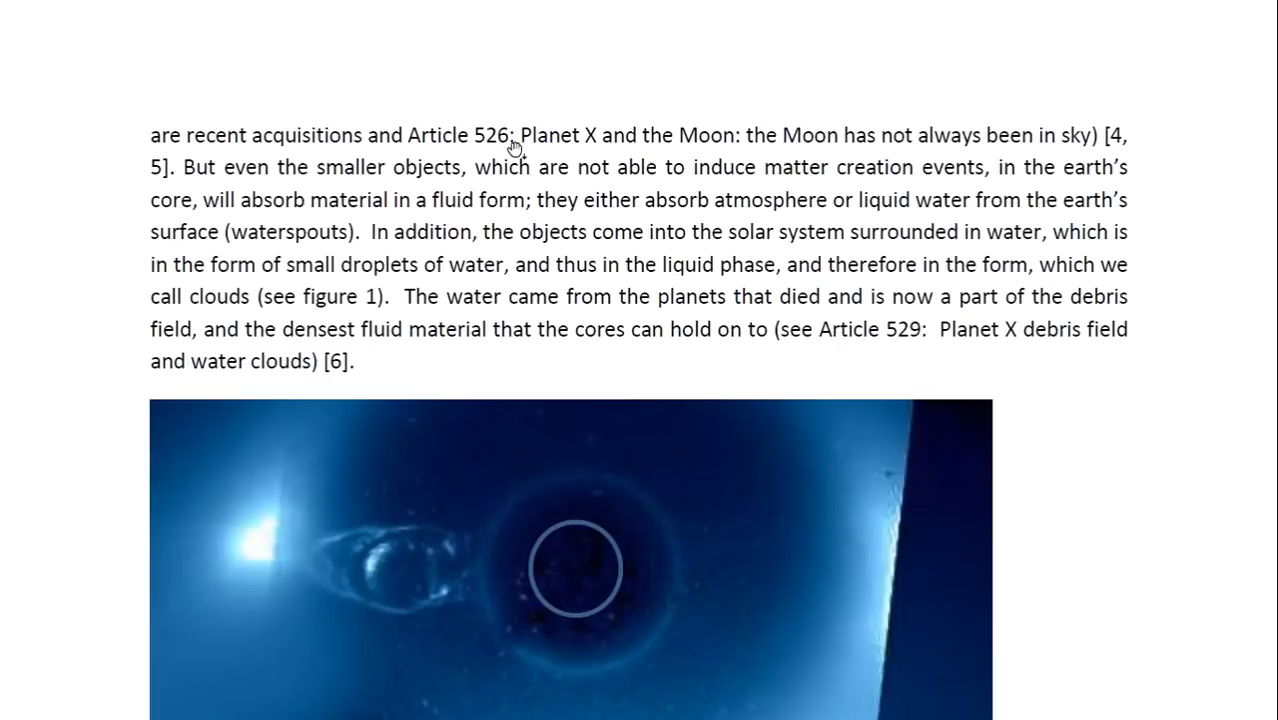 are recent acquisitions and Article 526: Planet X and the Moon: the Moon has not always been in sky) [4,
5]. But even the smaller objects, which are not able to induce matter creation events, in the earth’s
core, will absorb material in a fluid form; they either absorb atmosphere or liquid water from the earth’s
surface (waterspouts).  In addition, the objects come into the solar system surrounded in water, which is
in the form of small droplets of water, and thus in the liquid phase, and therefore in the form, which we
call clouds (see figure 1).  The water came from the planets that died and is now a part of the debris
field, and the densest fluid material that the cores can hold on to (see Article 529:  Planet X debris field
and water clouds) [6].